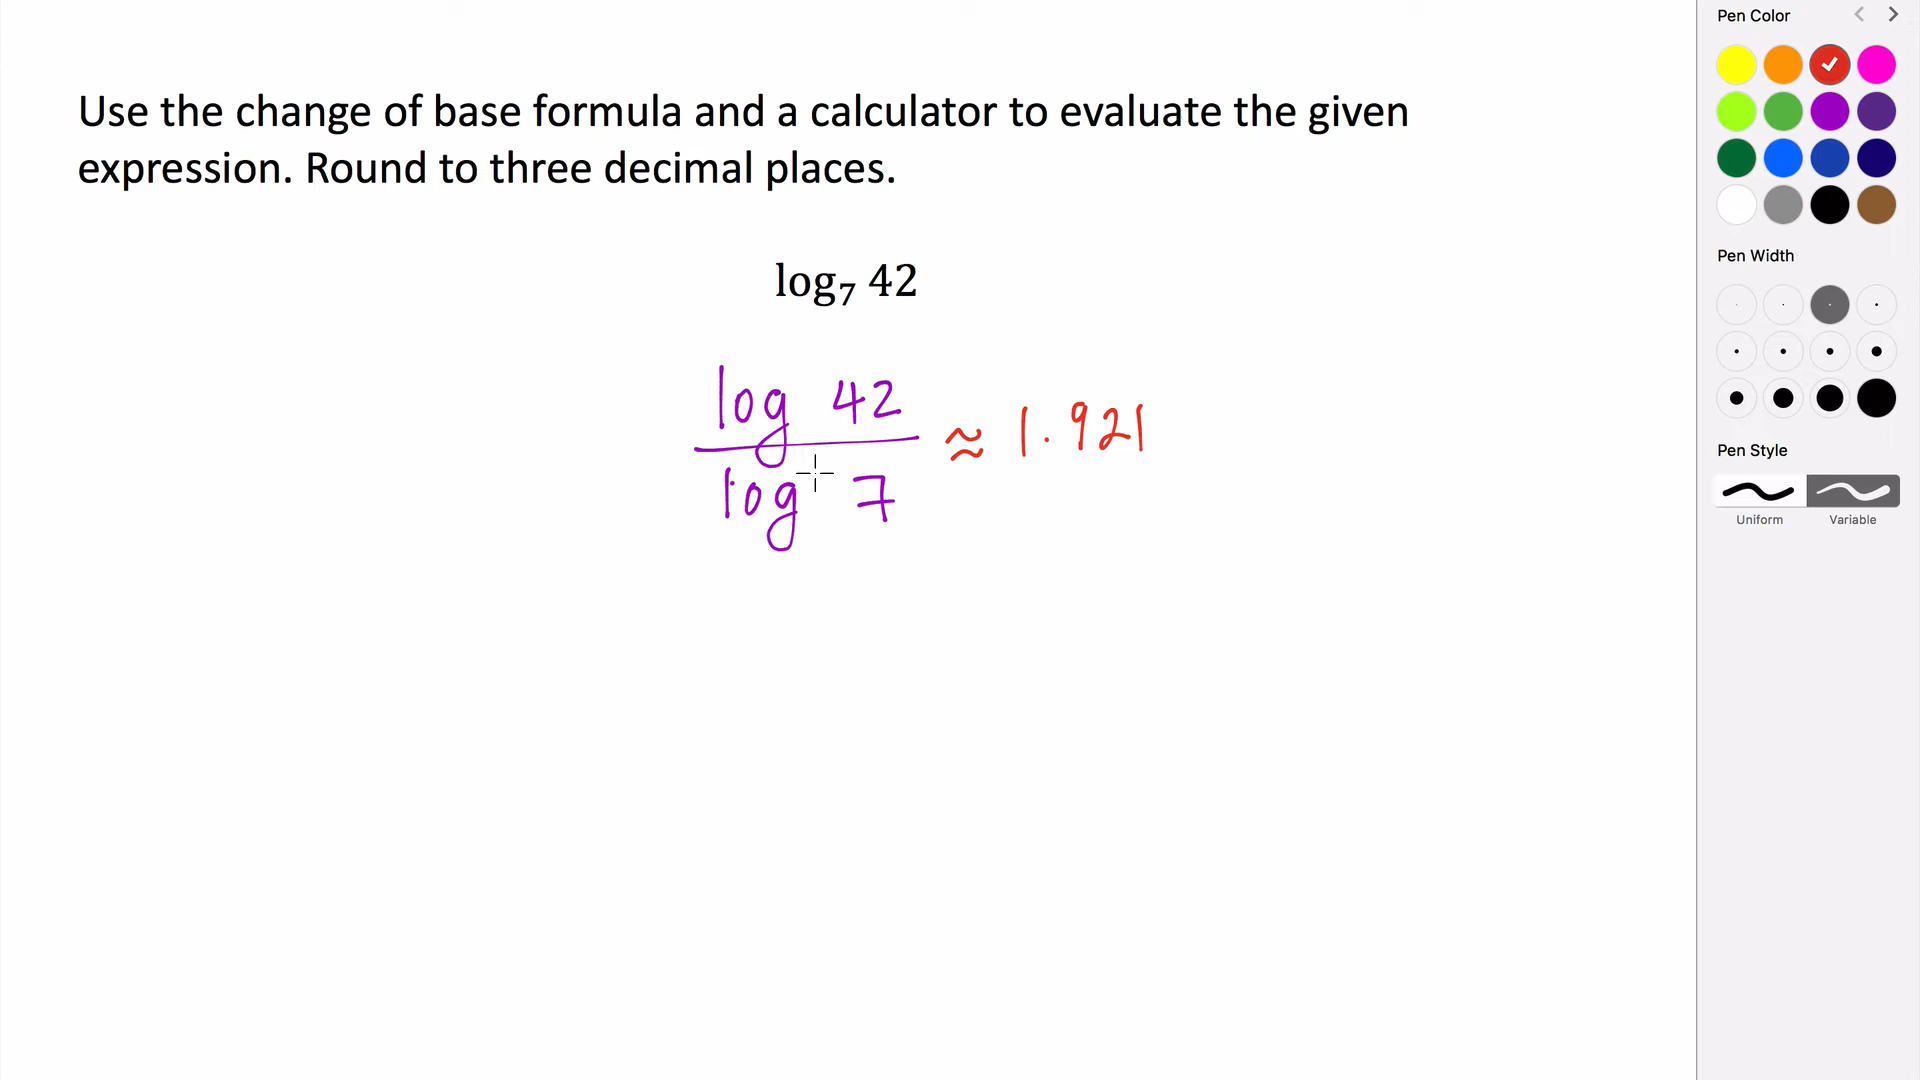 Use the change of base formula and a calculator to evaluate the given
expression. Round to three decimal places.
log₇ 42
log 42
≈ 1.921
log 7
Pen Color
Pen Width
Pen Style
Uniform Variable